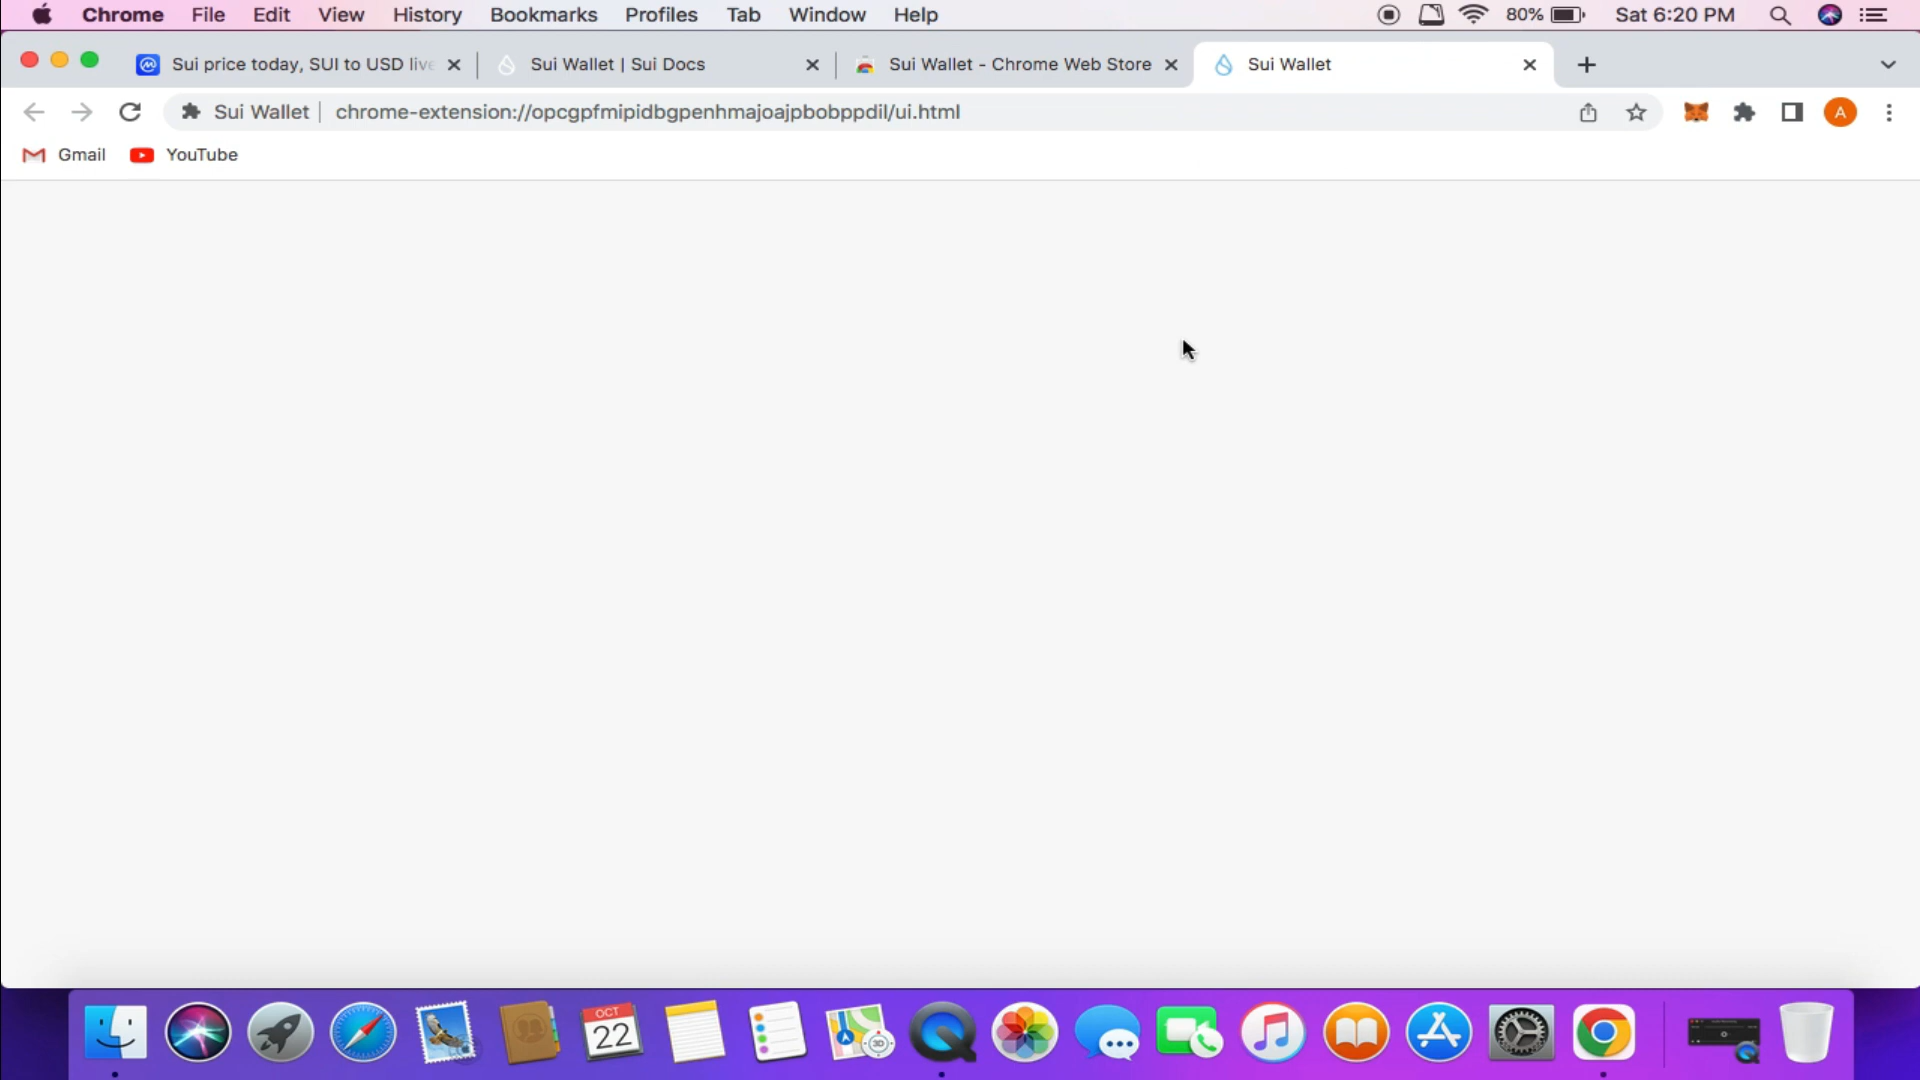 Chrome File Edit View History Bookmarks Profiles Tab Window Help 80% Sat 6:20 PM
Sui price today, SUI to USD live Sui Wallet | Sui Docs Sui Wallet - Chrome Web Store Sui Wallet
Sui Wallet chrome-extension://opcgpfmipidbgpenhmajoajpbobppdil/ui.html A
Gmail YouTube
OCT
22
3D